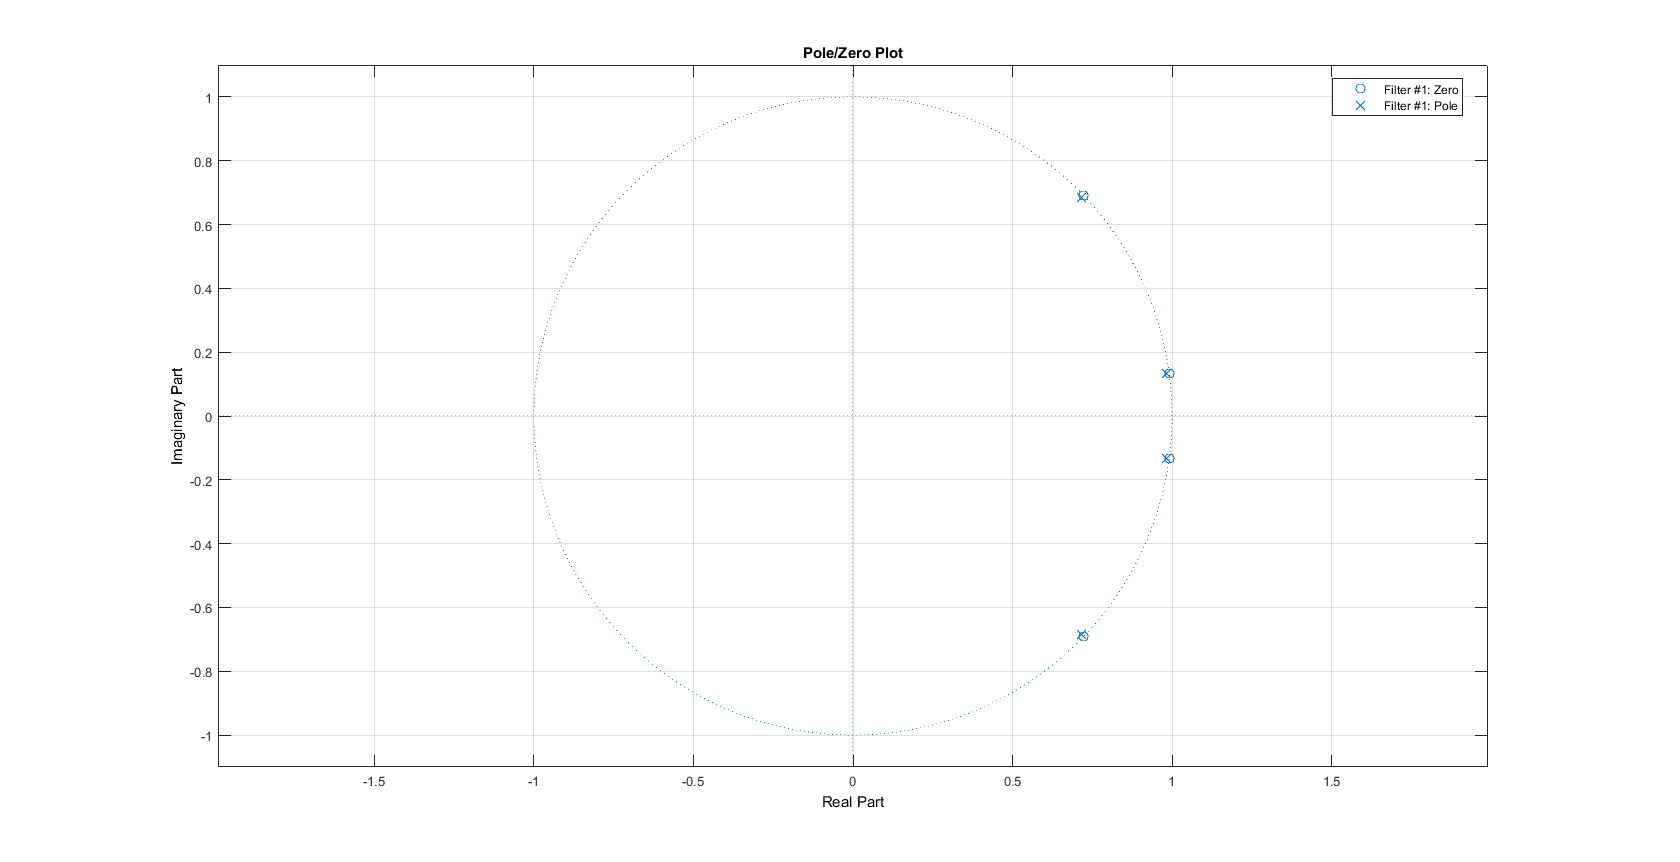 Pole/Zero Plot
Filter #1: Zero
Filter #1: Pole
1
0.8
0.6
0.4
0.2
0
-0.2
-0.4
-0.6
-0.8
-1
Imaginary Part
-1.5 -1 -0.5 0 0.5 1 1.5
Real Part